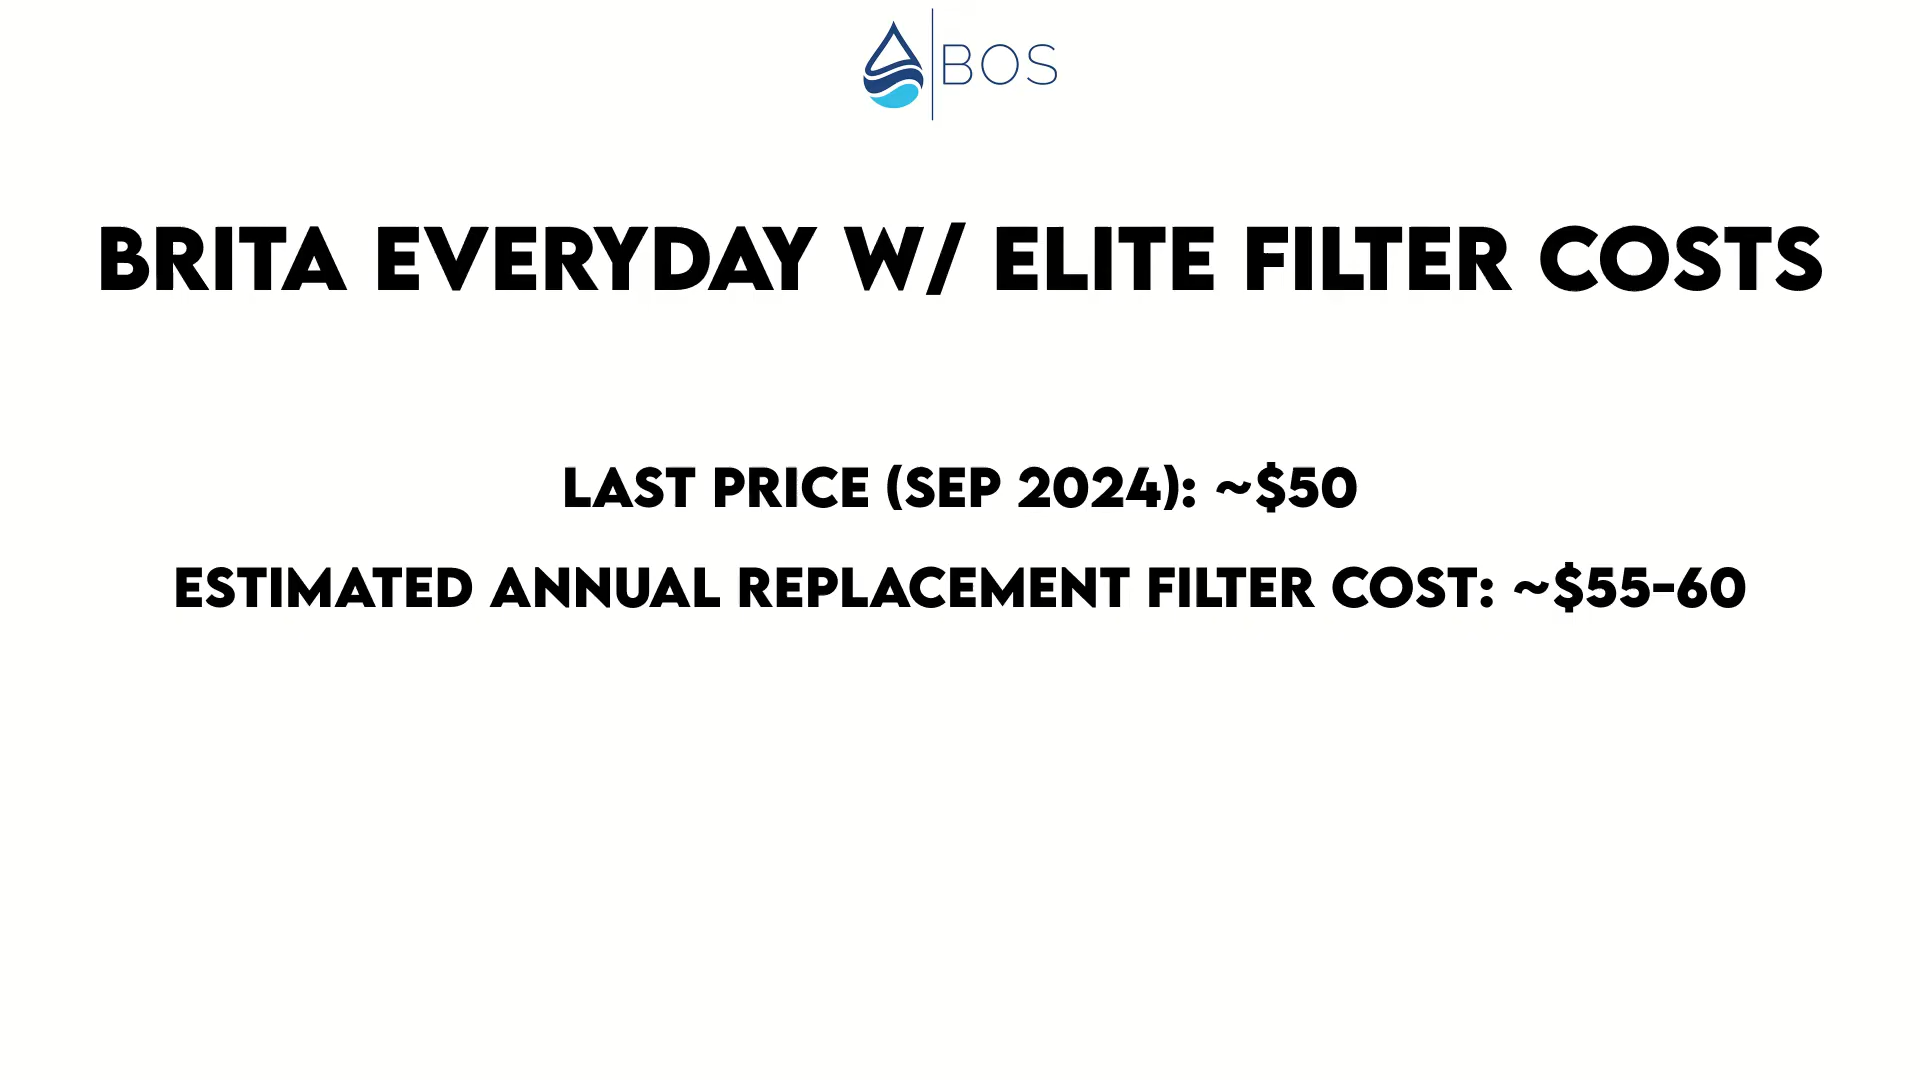 BOS
BRITA EVERYDAY W/ ELITE FILTER COSTS
LAST PRICE (SEP 2024): ~$50
ESTIMATED ANNUAL REPLACEMENT FILTER COST: ~$55-60